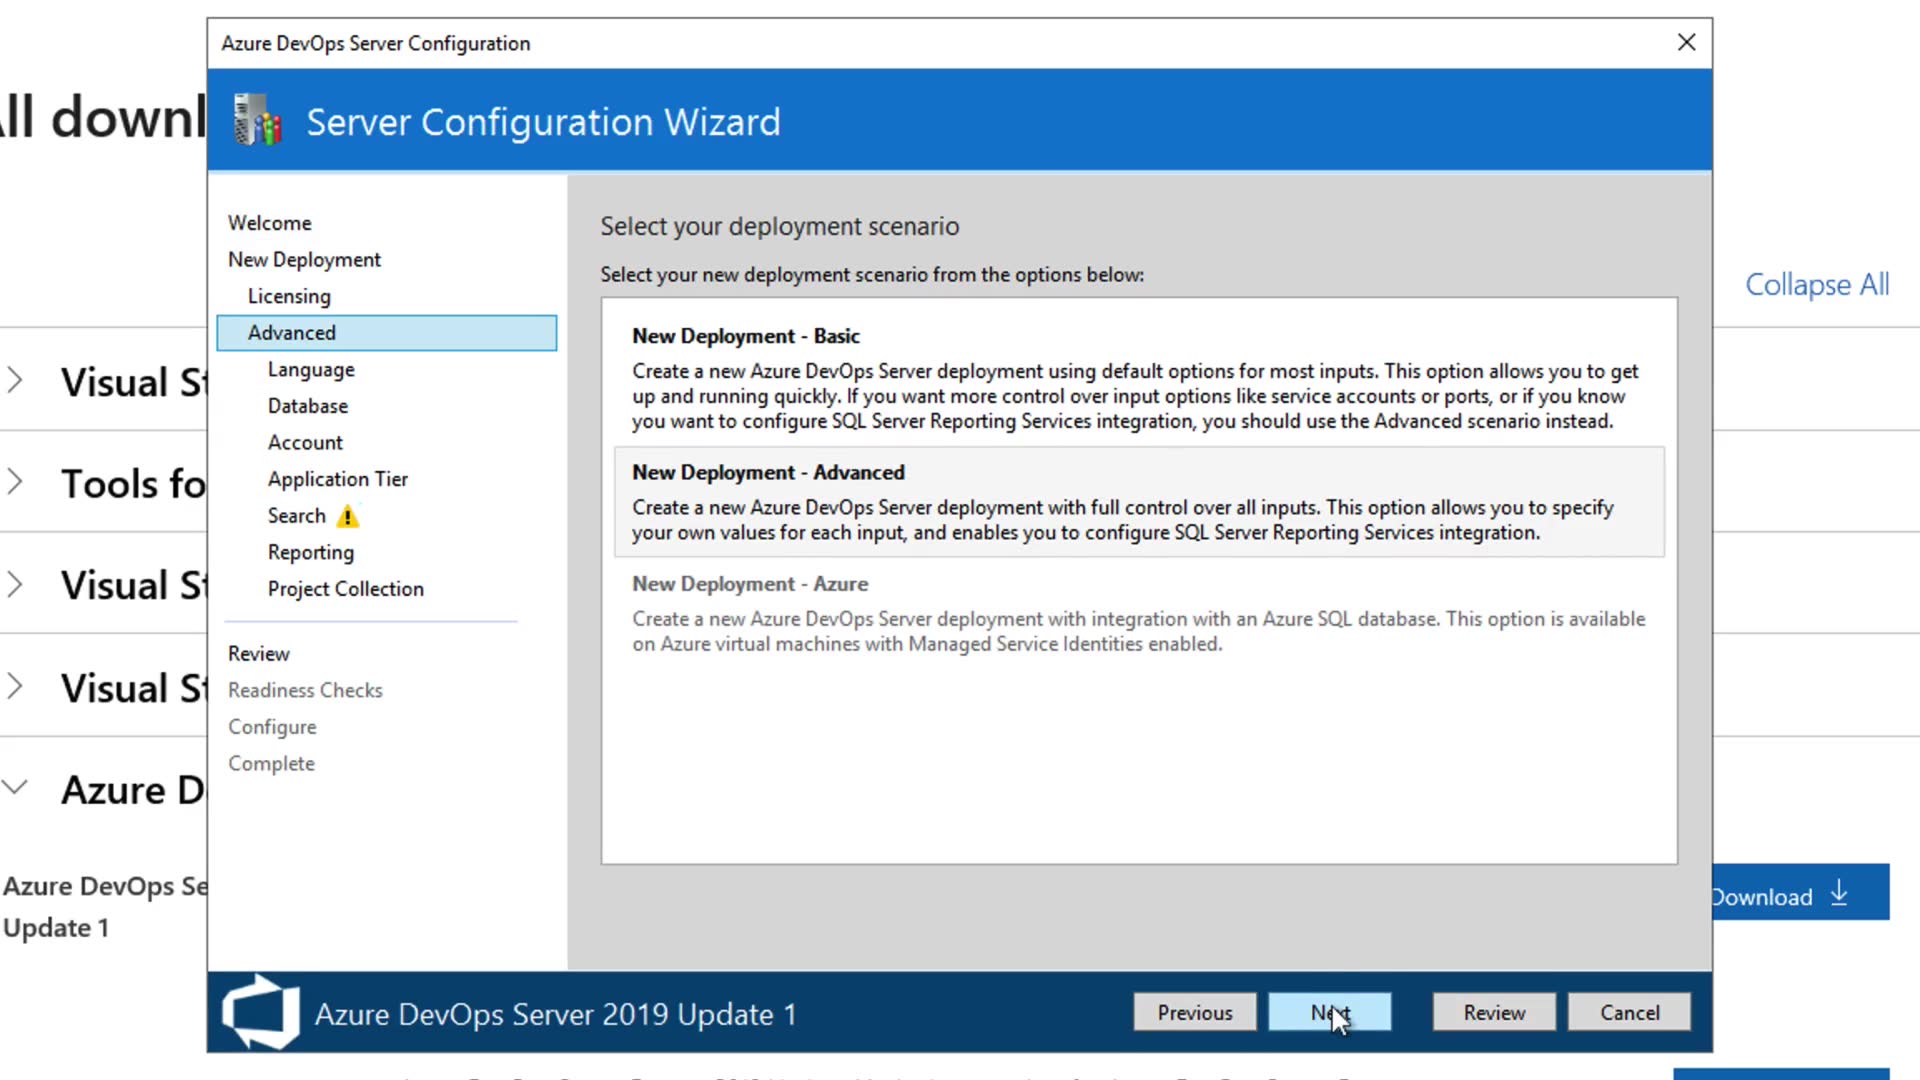 Azure DevOps Server Configuration
Server Configuration Wizard
All downl
Collapse All
Visual St
Tools fo
Visual St
Visual St
Azure D
Azure DevOps Se
Update 1
Download
Welcome
New Deployment
Licensing
Advanced
Language
Database
Account
Application Tier
Search
Reporting
Project Collection
Review
Readiness Checks
Configure
Complete
Select your deployment scenario
Select your new deployment scenario from the options below:
New Deployment - Basic
Create a new Azure DevOps Server deployment using default options for most inputs. This option allows you to get
up and running quickly. If you want more control over input options like service accounts or ports, or if you know
you want to configure SQL Server Reporting Services integration, you should use the Advanced scenario instead.
New Deployment - Advanced
Create a new Azure DevOps Server deployment with full control over all inputs. This option allows you to specify
your own values for each input, and enables you to configure SQL Server Reporting Services integration.
New Deployment - Azure
Create a new Azure DevOps Server deployment with integration with an Azure SQL database. This option is available
on Azure virtual machines with Managed Service Identities enabled.
Azure DevOps Server 2019 Update 1
Previous
Next
Review
Cancel